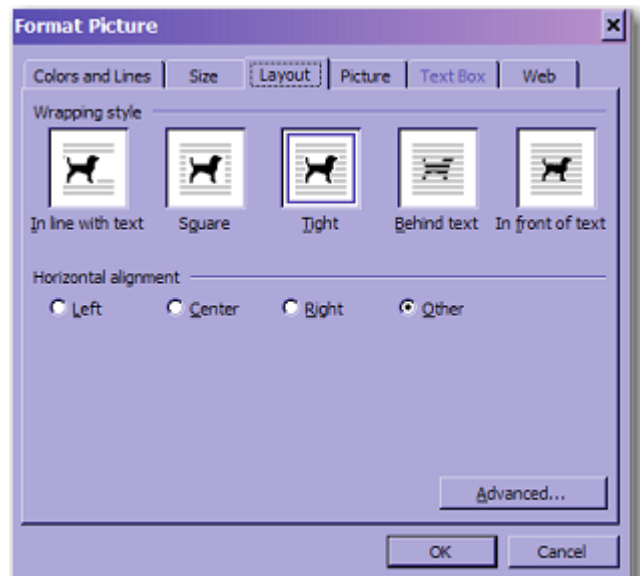 Format Picture
Colors and Lines Size Layout Picture Text Box Web
Wrapping style
In line with text Square Tight Behind text In front of text
Horizontal alignment
Left Center Right Other
Advanced...
OK Cancel